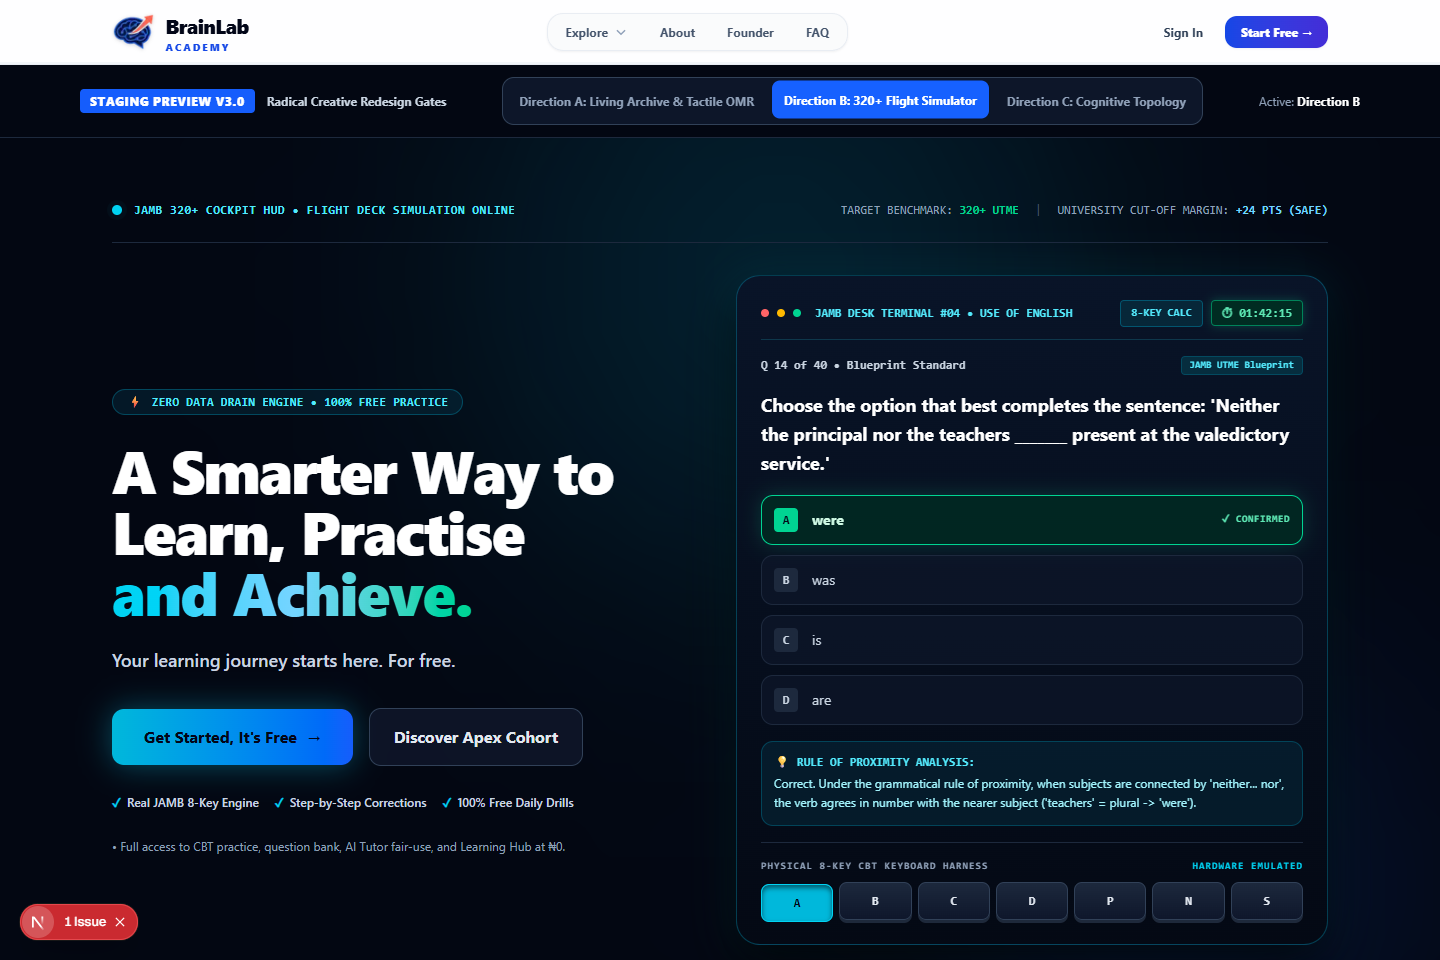 BrainLab
ACADEMY
Explore
About
Founder
FAQ
Sign In
Start Free →
STAGING PREVIEW V3.0
Radical Creative Redesign Gates
Direction A: Living Archive & Tactile OMR
Direction B: 320+ Flight Simulator
Direction C: Cognitive Topology
Active: Direction B
JAMB 320+ COCKPIT HUD • FLIGHT DECK SIMULATION ONLINE
TARGET BENCHMARK: 320+ UTME | UNIVERSITY CUT-OFF MARGIN: +24 PTS (SAFE)
⚡ ZERO DATA DRAIN ENGINE • 100% FREE PRACTICE
A Smarter Way to
Learn, Practise
and Achieve.
Your learning journey starts here. For free.
Get Started, It's Free →
Discover Apex Cohort
✓ Real JAMB 8-Key Engine
✓ Step-by-Step Corrections
✓ 100% Free Daily Drills
• Full access to CBT practice, question bank, AI Tutor fair-use, and Learning Hub at ₦0.
N 1 Issue ×
JAMB DESK TERMINAL #04 • USE OF ENGLISH
8-KEY CALC
⏱ 01:42:15
Q 14 of 40 • Blueprint Standard
JAMB UTME Blueprint
Choose the option that best completes the sentence: 'Neither
the principal nor the teachers ______ present at the valedictory
service.'
A were
✓ CONFIRMED
B was
C is
D are
💡 RULE OF PROXIMITY ANALYSIS:
Correct. Under the grammatical rule of proximity, when subjects are connected by 'neither... nor',
the verb agrees in number with the nearer subject ('teachers' = plural -> 'were').
PHYSICAL 8-KEY CBT KEYBOARD HARNESS
HARDWARE EMULATED
A B C D P N S